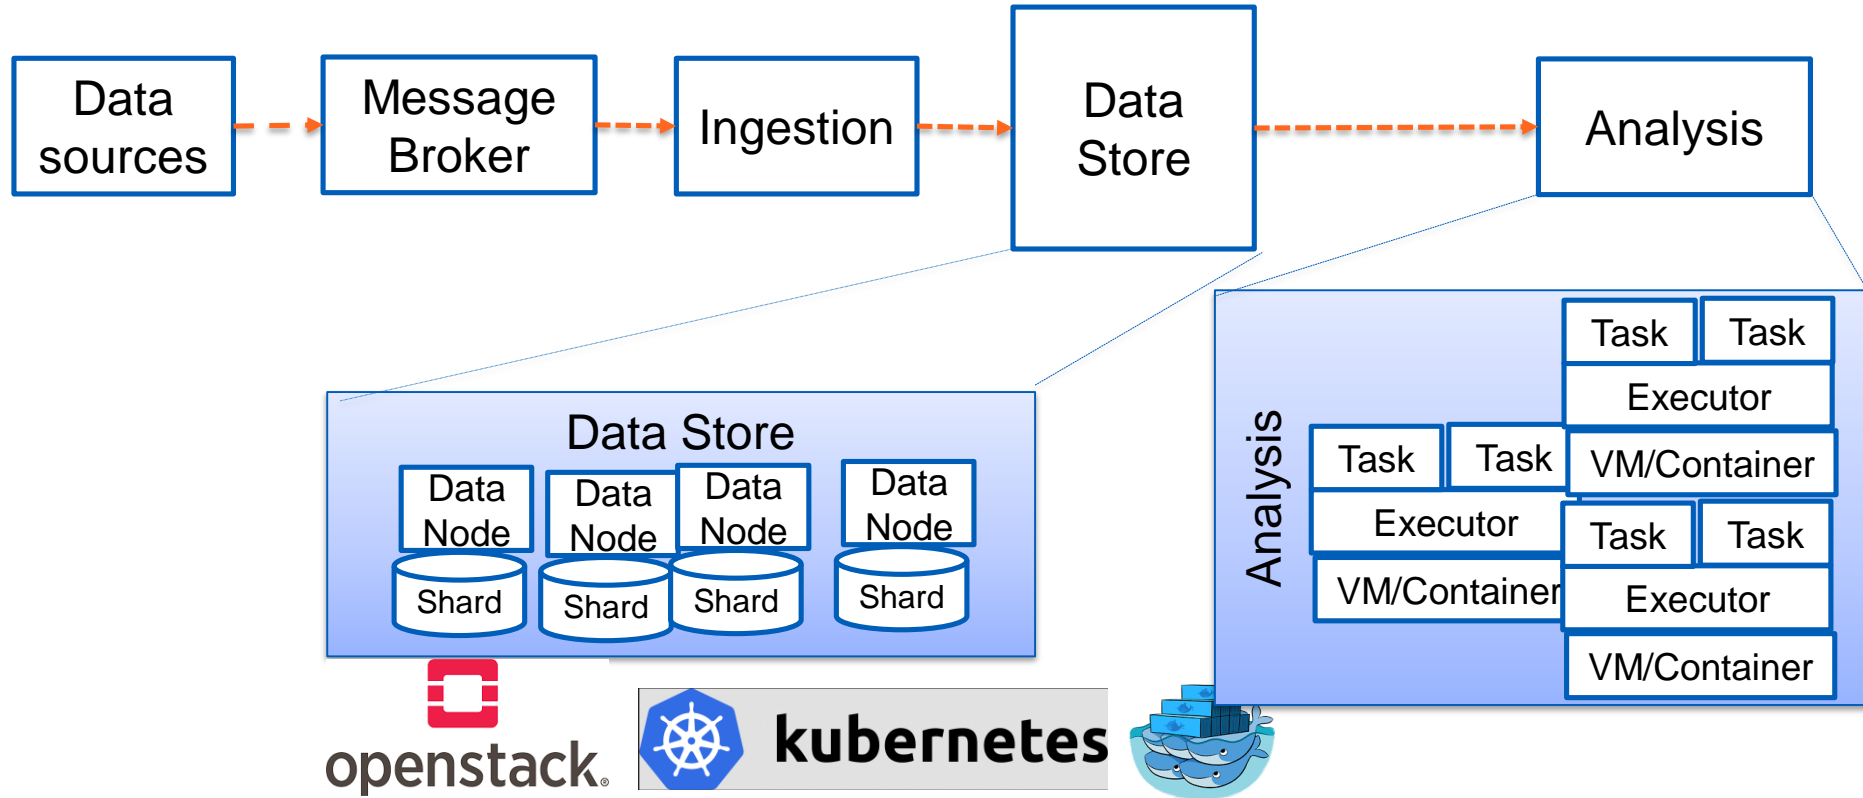 Data
sources
Message
Broker
Ingestion
Data
Store
Analysis
Data Store
Data
Node
Shard
Data
Node
Shard
Data
Node
Shard
Data
Node
Shard
Analysis
Task
Task
Executor
VM/Container
Task
Task
Executor
VM/Container
Task
Task
Executor
VM/Container
openstack.
kubernetes